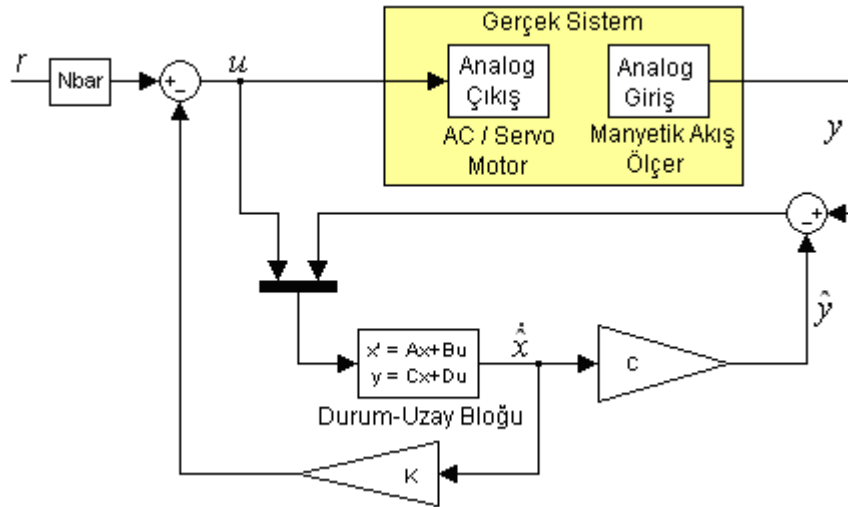 Gerçek Sistem
r
Nbar
+
-
u
Analog
Çıkış
AC / Servo
Motor
Analog
Giriş
Manyetik Akış
Ölçer
y
-
+
ŷ
x' = Ax+Bu
y = Cx+Du
Durum-Uzay Bloğu
x̂̇
C
K